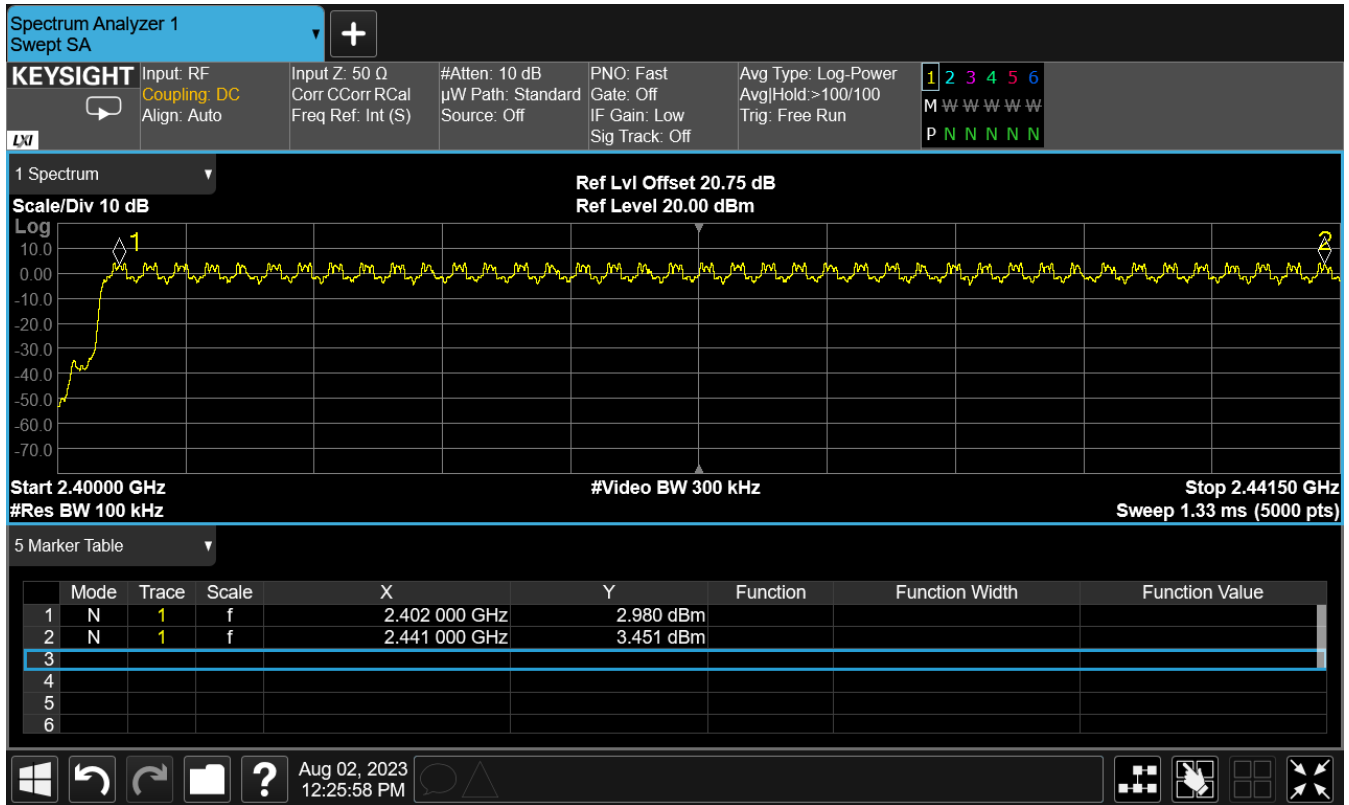 Spectrum Analyzer 1
Swept SA
KEYSIGHT
LXI
Input: RF
Coupling: DC
Align: Auto
Input Z: 50 Ω
Corr CCorr RCal
Freq Ref: Int (S)
#Atten: 10 dB
µW Path: Standard
Source: Off
PNO: Fast
Gate: Off
IF Gain: Low
Sig Track: Off
Avg Type: Log-Power
Avg|Hold:>100/100
Trig: Free Run
1 2 3 4 5 6
M W W W W W
P N N N N N
1 Spectrum
Scale/Div 10 dB
Ref Lvl Offset 20.75 dB
Ref Level 20.00 dBm
Log
10.0
0.00
-10.0
-20.0
-30.0
-40.0
-50.0
-60.0
-70.0
1
2
Start 2.40000 GHz
#Video BW 300 kHz
Stop 2.44150 GHz
#Res BW 100 kHz
Sweep 1.33 ms (5000 pts)
5 Marker Table
Mode Trace Scale X Y Function Function Width Function Value
1 N 1 f 2.402 000 GHz 2.980 dBm
2 N 1 f 2.441 000 GHz 3.451 dBm
3
4
5
6
?
Aug 02, 2023
12:25:58 PM